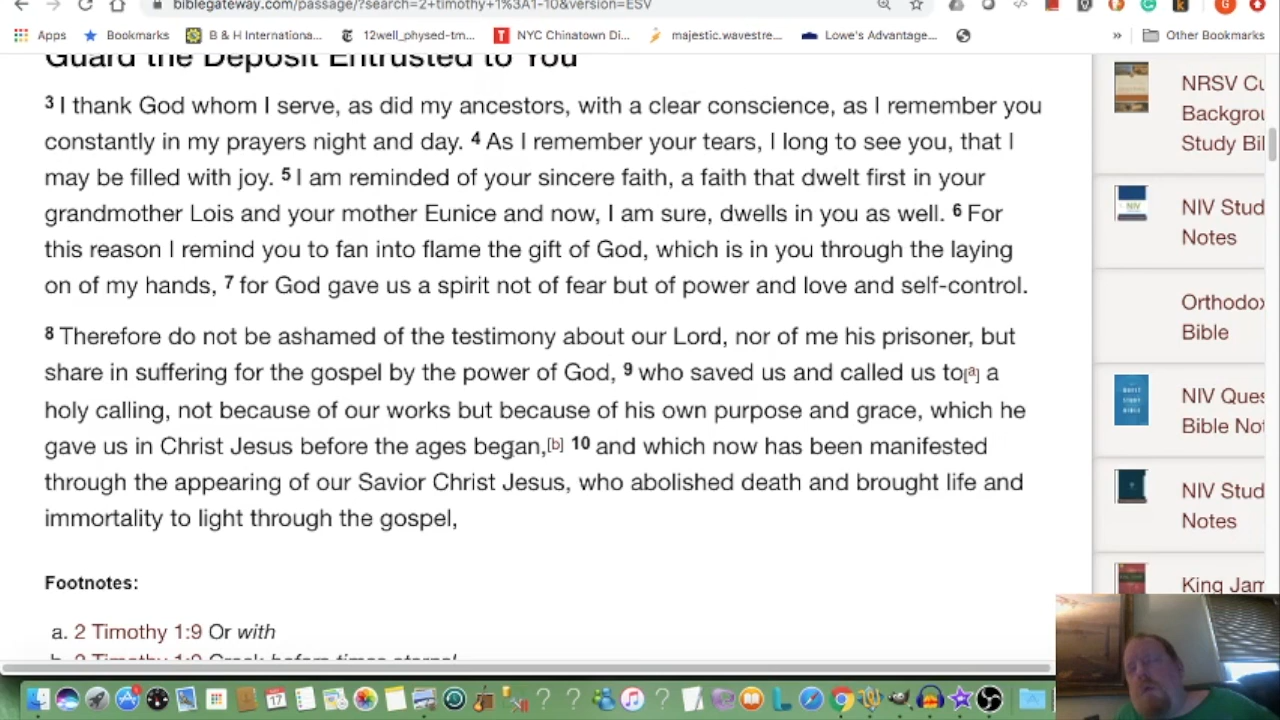 biblegateway.com/passage/?search=2+timothy+1%3A1-10&version=ESV
Apps Bookmarks B & H Internationa... 12well_physed-tm... NYC Chinatown Di... majestic.wavestre... Lowe's Advantage... » Other Bookmarks
Guard the Deposit Entrusted to You
3 I thank God whom I serve, as did my ancestors, with a clear conscience, as I remember you
constantly in my prayers night and day. 4 As I remember your tears, I long to see you, that I
may be filled with joy. 5 I am reminded of your sincere faith, a faith that dwelt first in your
grandmother Lois and your mother Eunice and now, I am sure, dwells in you as well. 6 For
this reason I remind you to fan into flame the gift of God, which is in you through the laying
on of my hands, 7 for God gave us a spirit not of fear but of power and love and self-control.
8 Therefore do not be ashamed of the testimony about our Lord, nor of me his prisoner, but
share in suffering for the gospel by the power of God, 9 who saved us and called us to[a] a
holy calling, not because of our works but because of his own purpose and grace, which he
gave us in Christ Jesus before the ages began,[b] 10 and which now has been manifested
through the appearing of our Savior Christ Jesus, who abolished death and brought life and
immortality to light through the gospel,
Footnotes:
a. 2 Timothy 1:9 Or with
b. 2 Timothy 1:9 Greek before times eternal
NRSV Cu
Backgrou
Study Bil
NIV Stud
Notes
Orthodox
Bible
NIV Ques
Bible Not
NIV Stud
Notes
King Jam